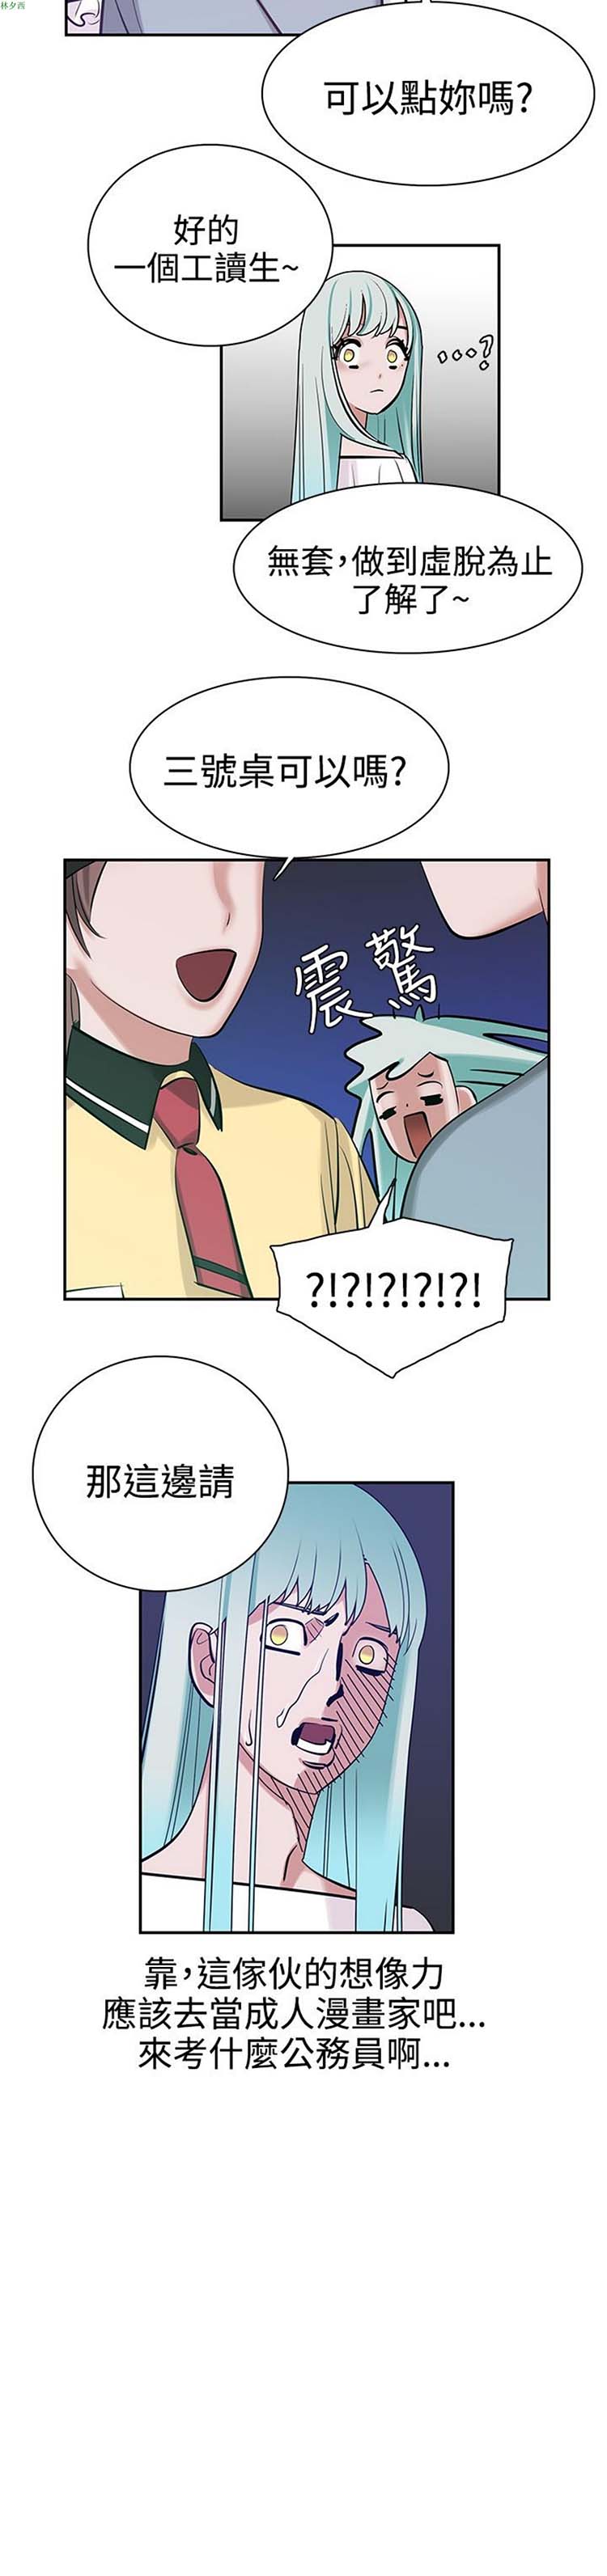 林夕西
可以點妳嗎?
好的
一個工讀生~
...?
無套,做到虛脫為止
了解了~
三號桌可以嗎?
驚
震
?!?!?!?!?!
那這邊請
靠,這傢伙的想像力
應該去當成人漫畫家吧...
來考什麼公務員啊...